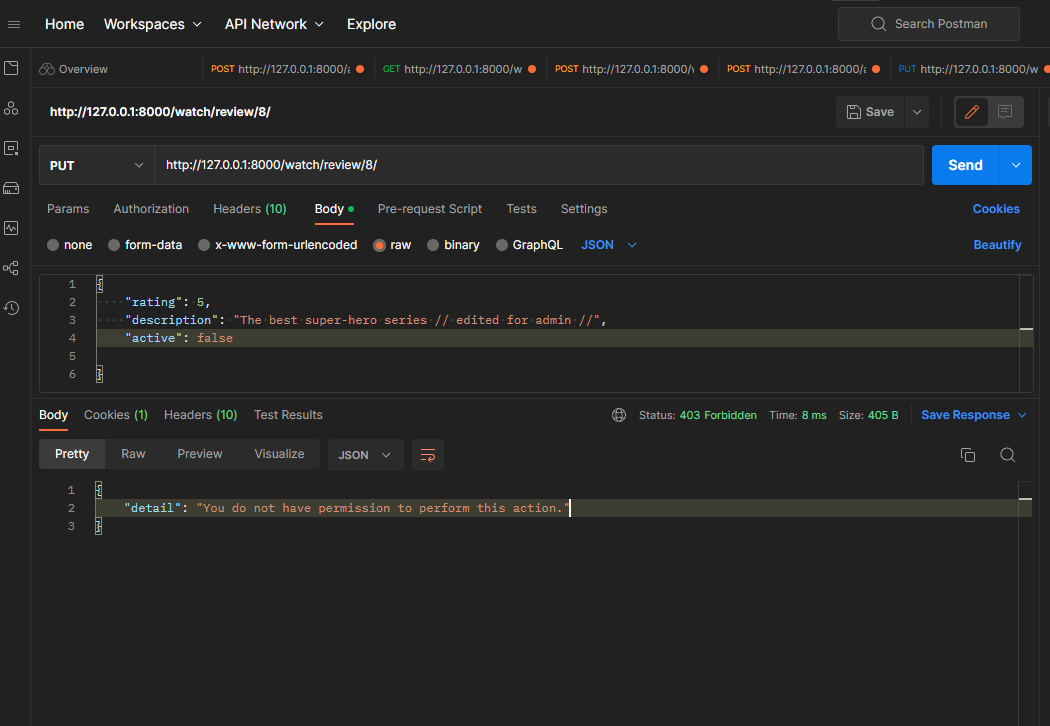 Home Workspaces API Network Explore Search Postman
Overview POST http://127.0.0.1:8000/a GET http://127.0.0.1:8000/w POST http://127.0.0.1:8000/w POST http://127.0.0.1:8000/a PUT http://127.0.0.1:8000/w
http://127.0.0.1:8000/watch/review/8/ Save
PUT http://127.0.0.1:8000/watch/review/8/ Send
Params Authorization Headers (10) Body Pre-request Script Tests Settings Cookies
none form-data x-www-form-urlencoded raw binary GraphQL JSON Beautify
1 {
2 "rating": 5,
3 "description": "The best super-hero series // edited for admin //",
4 "active": false
5
6 }
Body Cookies (1) Headers (10) Test Results Status: 403 Forbidden Time: 8 ms Size: 405 B Save Response
Pretty Raw Preview Visualize JSON
1 {
2 "detail": "You do not have permission to perform this action."
3 }